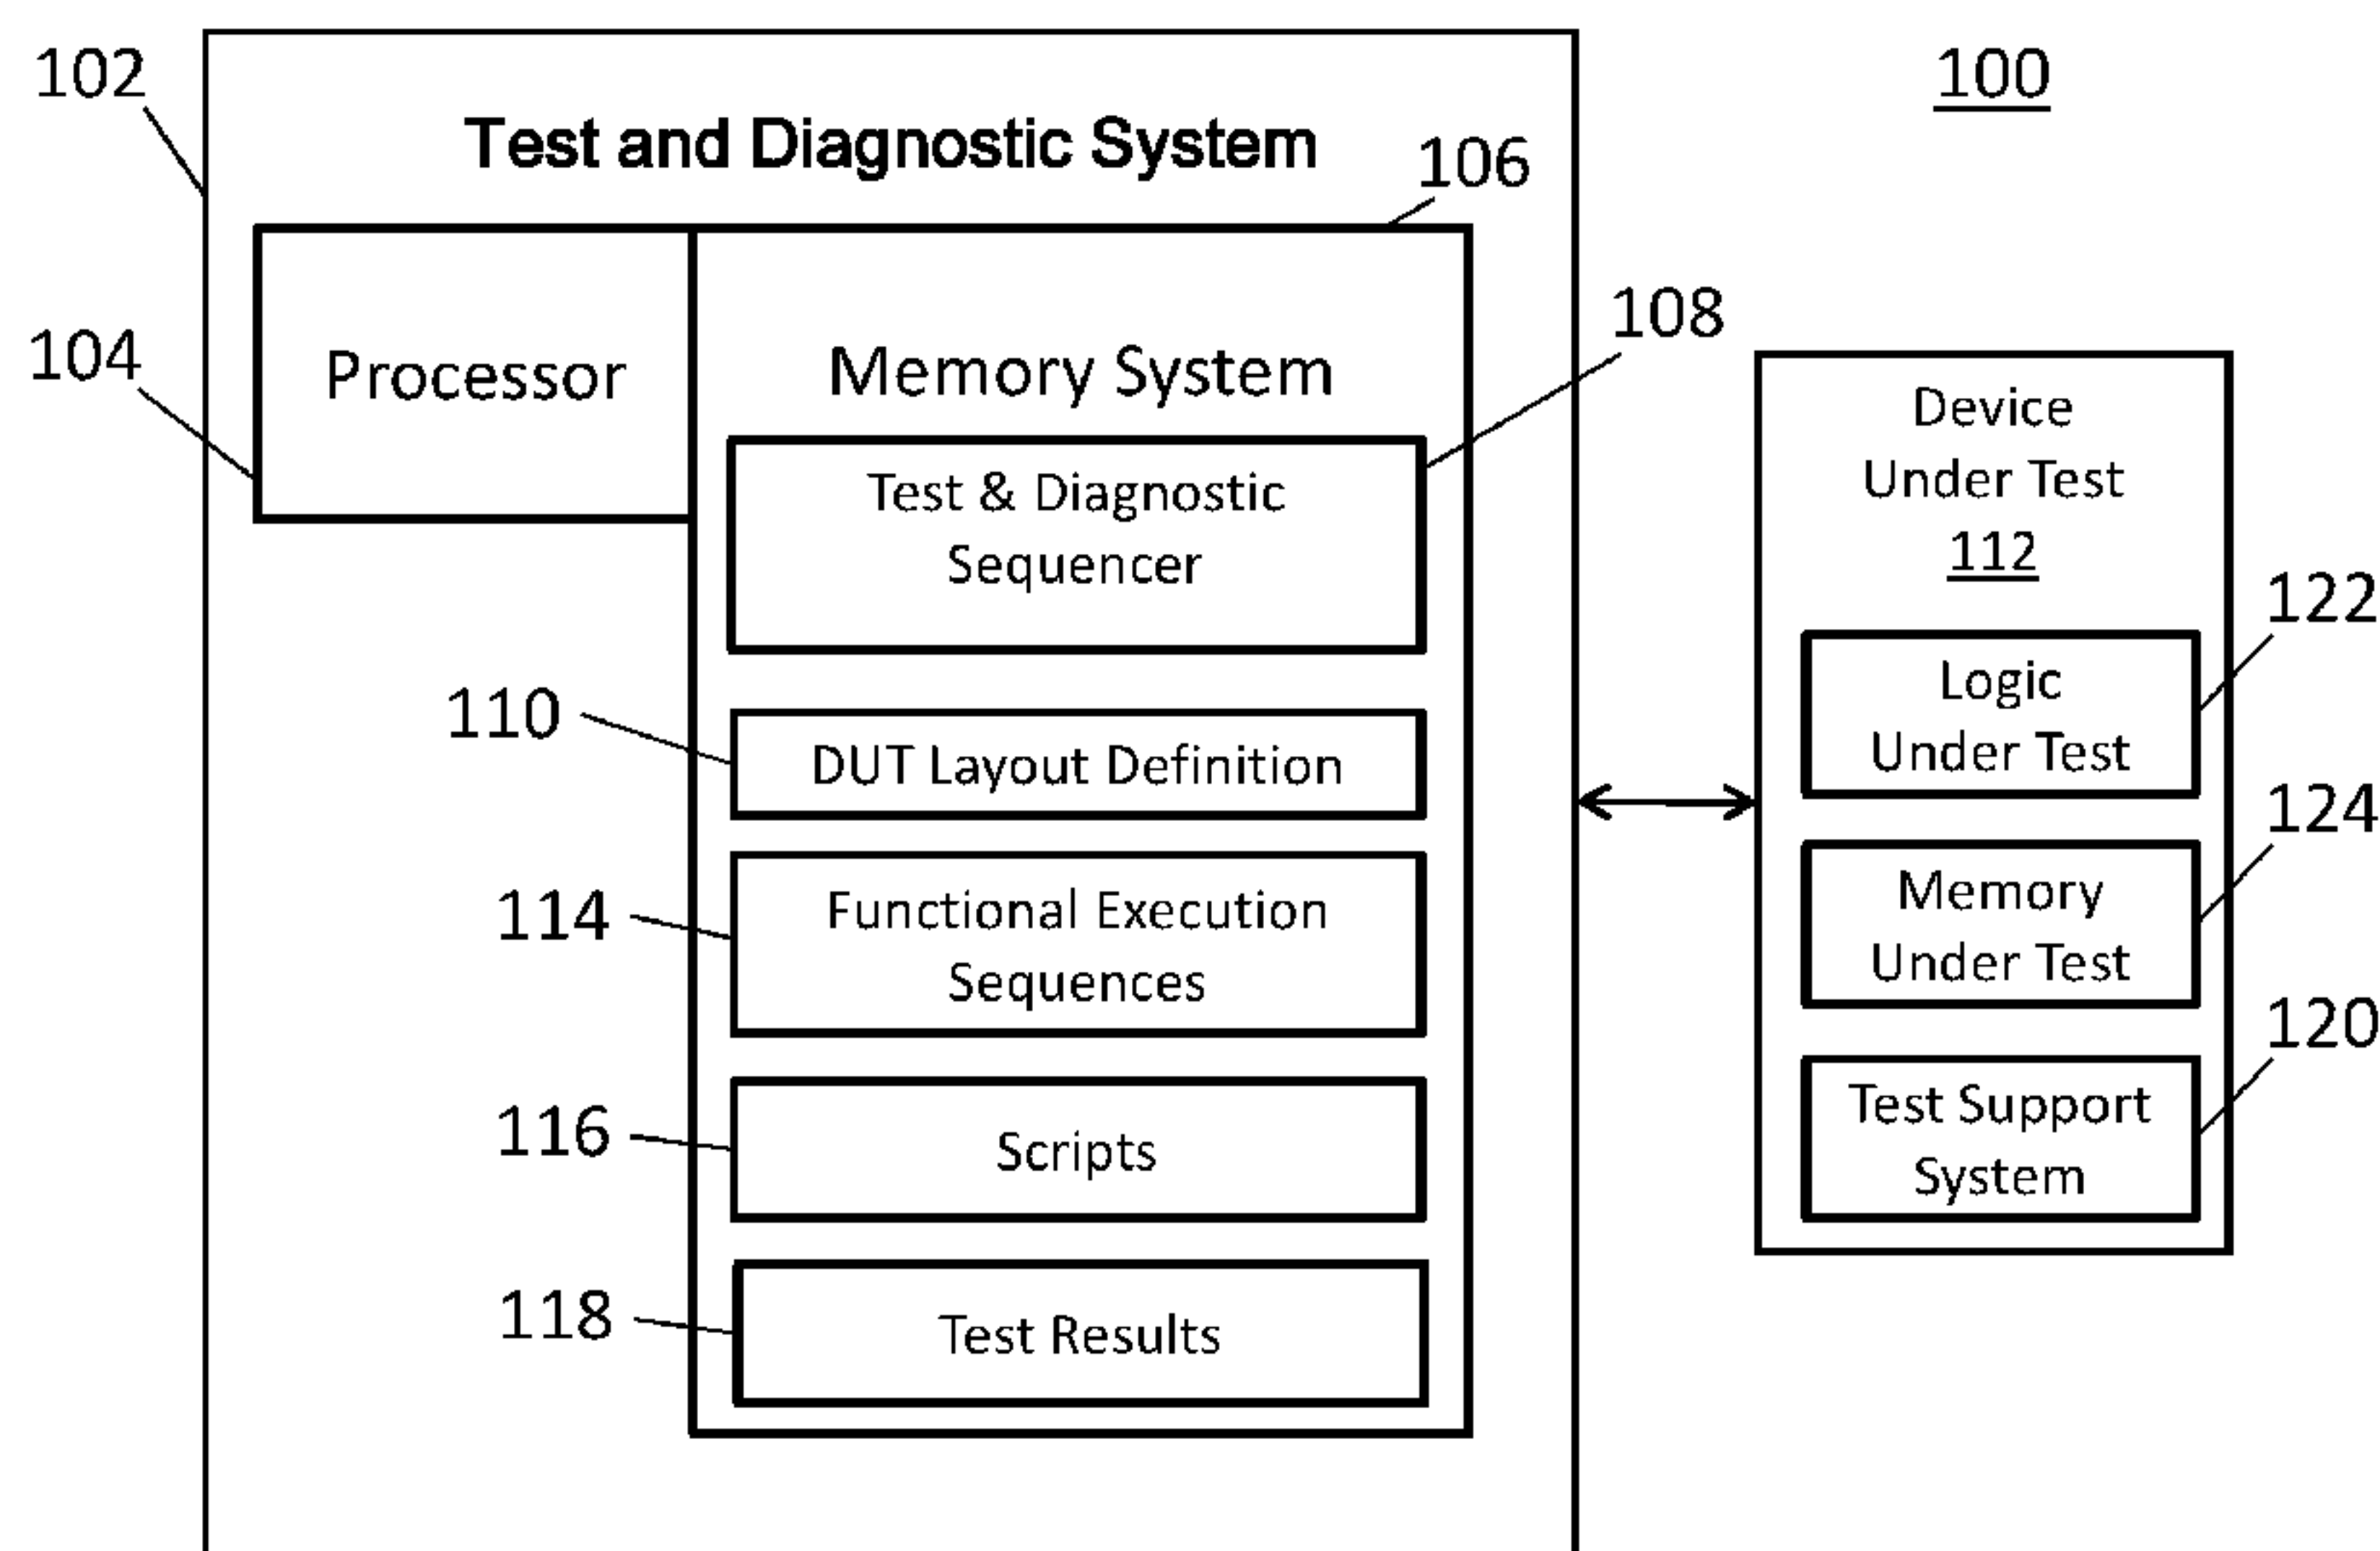 102
100
Test and Diagnostic System
106
108
104
Processor
Memory System
Device
Under Test
112
Test & Diagnostic
Sequencer
122
Logic
Under Test
110
DUT Layout Definition
124
Memory
Under Test
114
Functional Execution
Sequences
120
Test Support
System
116
Scripts
118
Test Results